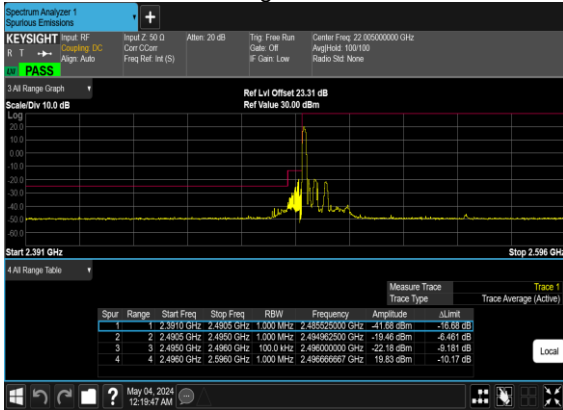 Spectrum Analyzer 1
Spurious Emissions
+
KEYSIGHT Input: RF Input Z: 50 Ω Atten: 20 dB Trig: Free Run Center Freq: 22.005000000 GHz
R T Coupling: DC Corr CCorr Gate: Off Avg|Hold: 100/100
Align: Auto Freq Ref: Int (S) IF Gain: Low Radio Std: None
PASS
3 All Range Graph
Ref Lvl Offset 23.31 dB
Scale/Div 10.0 dB Ref Value 30.00 dBm
Log
20.0
10.0
0.00
-10.0
-20.0
-30.0
-40.0
-50.0
-60.0
Start 2.391 GHz Stop 2.596 GHz
4 All Range Table
Measure Trace Trace 1
Trace Type Trace Average (Active)
Spur Range Start Freq Stop Freq RBW Frequency Amplitude ΔLimit
1 1 2.3910 GHz 2.4905 GHz 1.000 MHz 2.485525000 GHz -41.68 dBm -16.68 dB
2 2 2.4905 GHz 2.4950 GHz 1.000 MHz 2.494962500 GHz -19.46 dBm -6.461 dB
3 3 2.4950 GHz 2.4960 GHz 100.0 kHz 2.496000000 GHz -22.18 dBm -9.181 dB
4 4 2.4960 GHz 2.5960 GHz 1.000 MHz 2.496666667 GHz 19.83 dBm -10.17 dB
Local
? May 04, 2024
12:19:47 AM